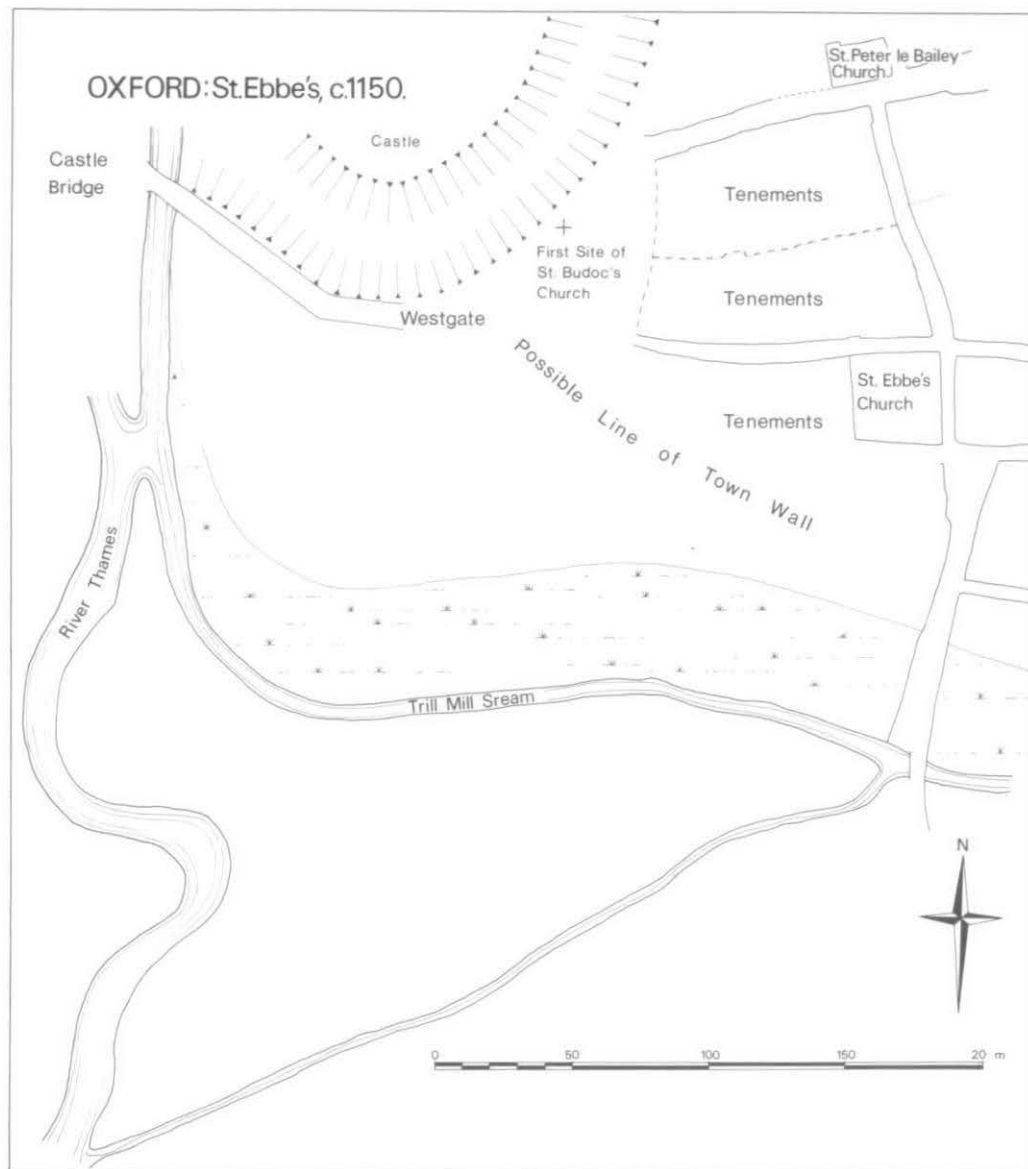 OXFORD: St.Ebbe's, c.1150.
St.Peter le Bailey
Church.
Castle
Castle
Bridge
Tenements
First Site of
St. Budoc's
Church
Tenements
Westgate
Possible Line of Town Wall
St. Ebbe's
Church
Tenements
River Thames
Trill Mill Sream
N
0 50 100 150 20 m